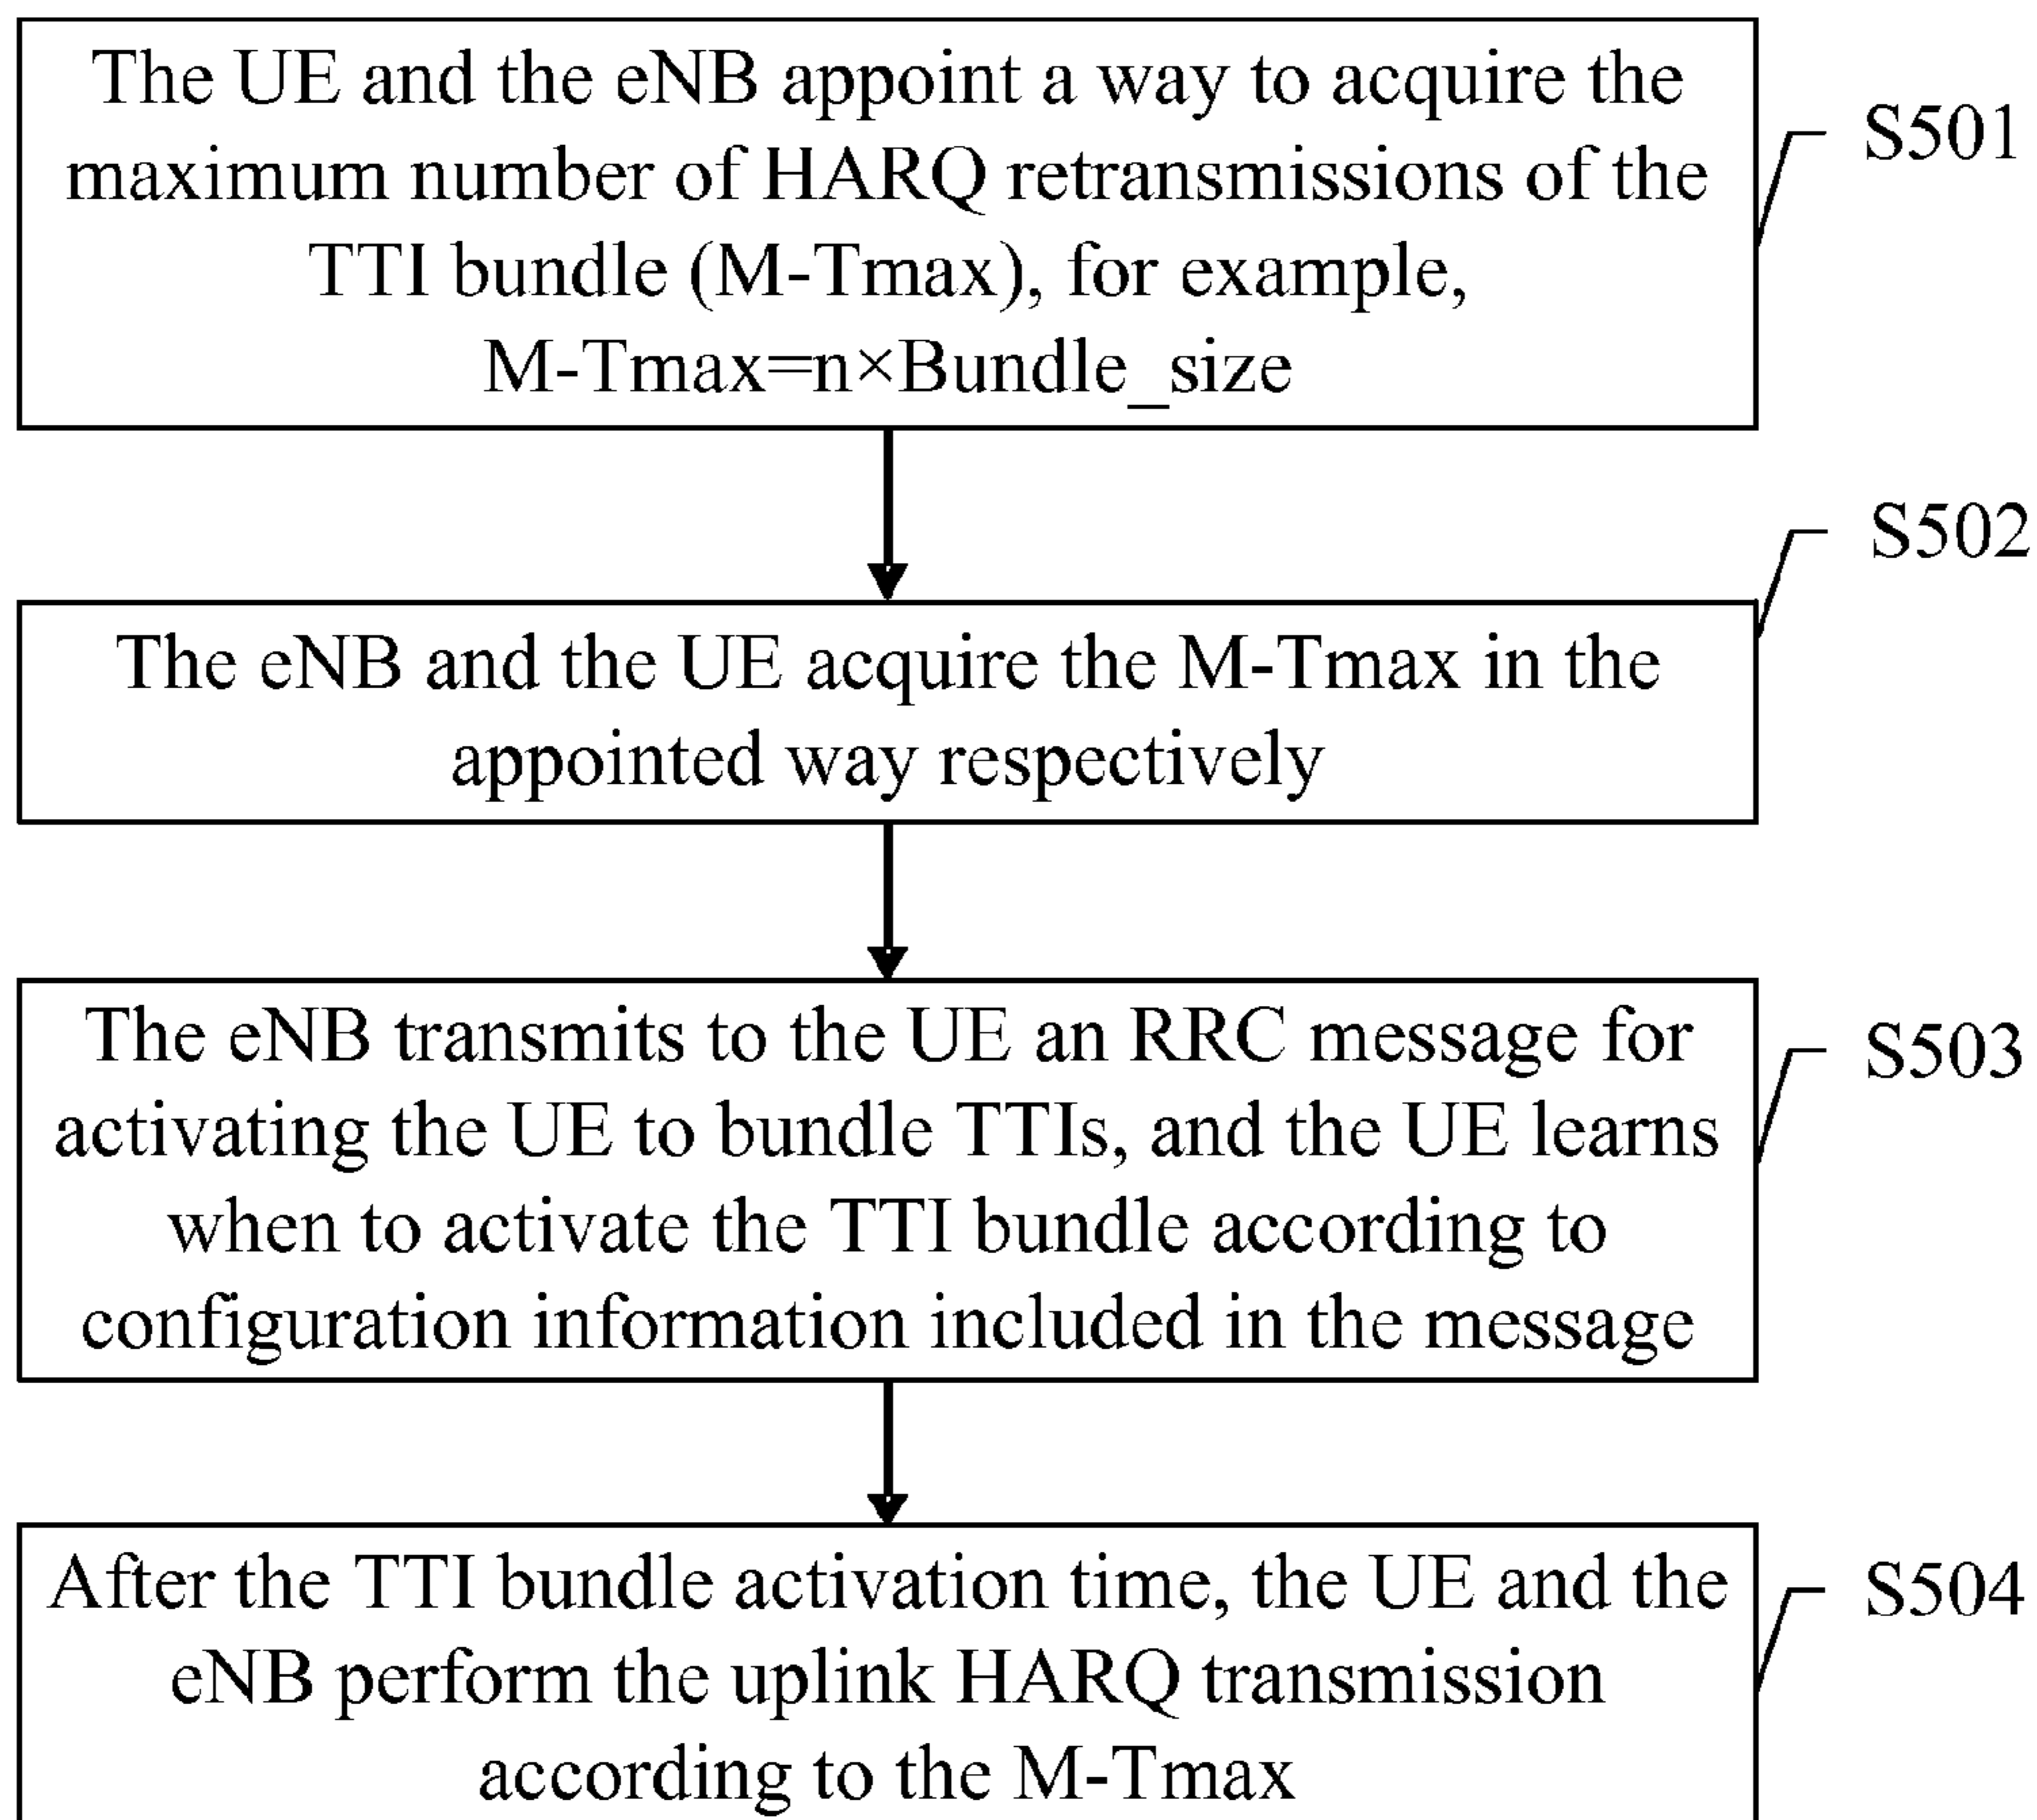 The UE and the eNB appoint a way to acquire the
maximum number of HARQ retransmissions of the
TTI bundle (M-Tmax), for example,
M-Tmax=n×Bundle_size
S501
S502
The eNB and the UE acquire the M-Tmax in the
appointed way respectively
The eNB transmits to the UE an RRC message for
activating the UE to bundle TTIs, and the UE learns
when to activate the TTI bundle according to
configuration information included in the message
S503
After the TTI bundle activation time, the UE and the
eNB perform the uplink HARQ transmission
according to the M-Tmax
S504